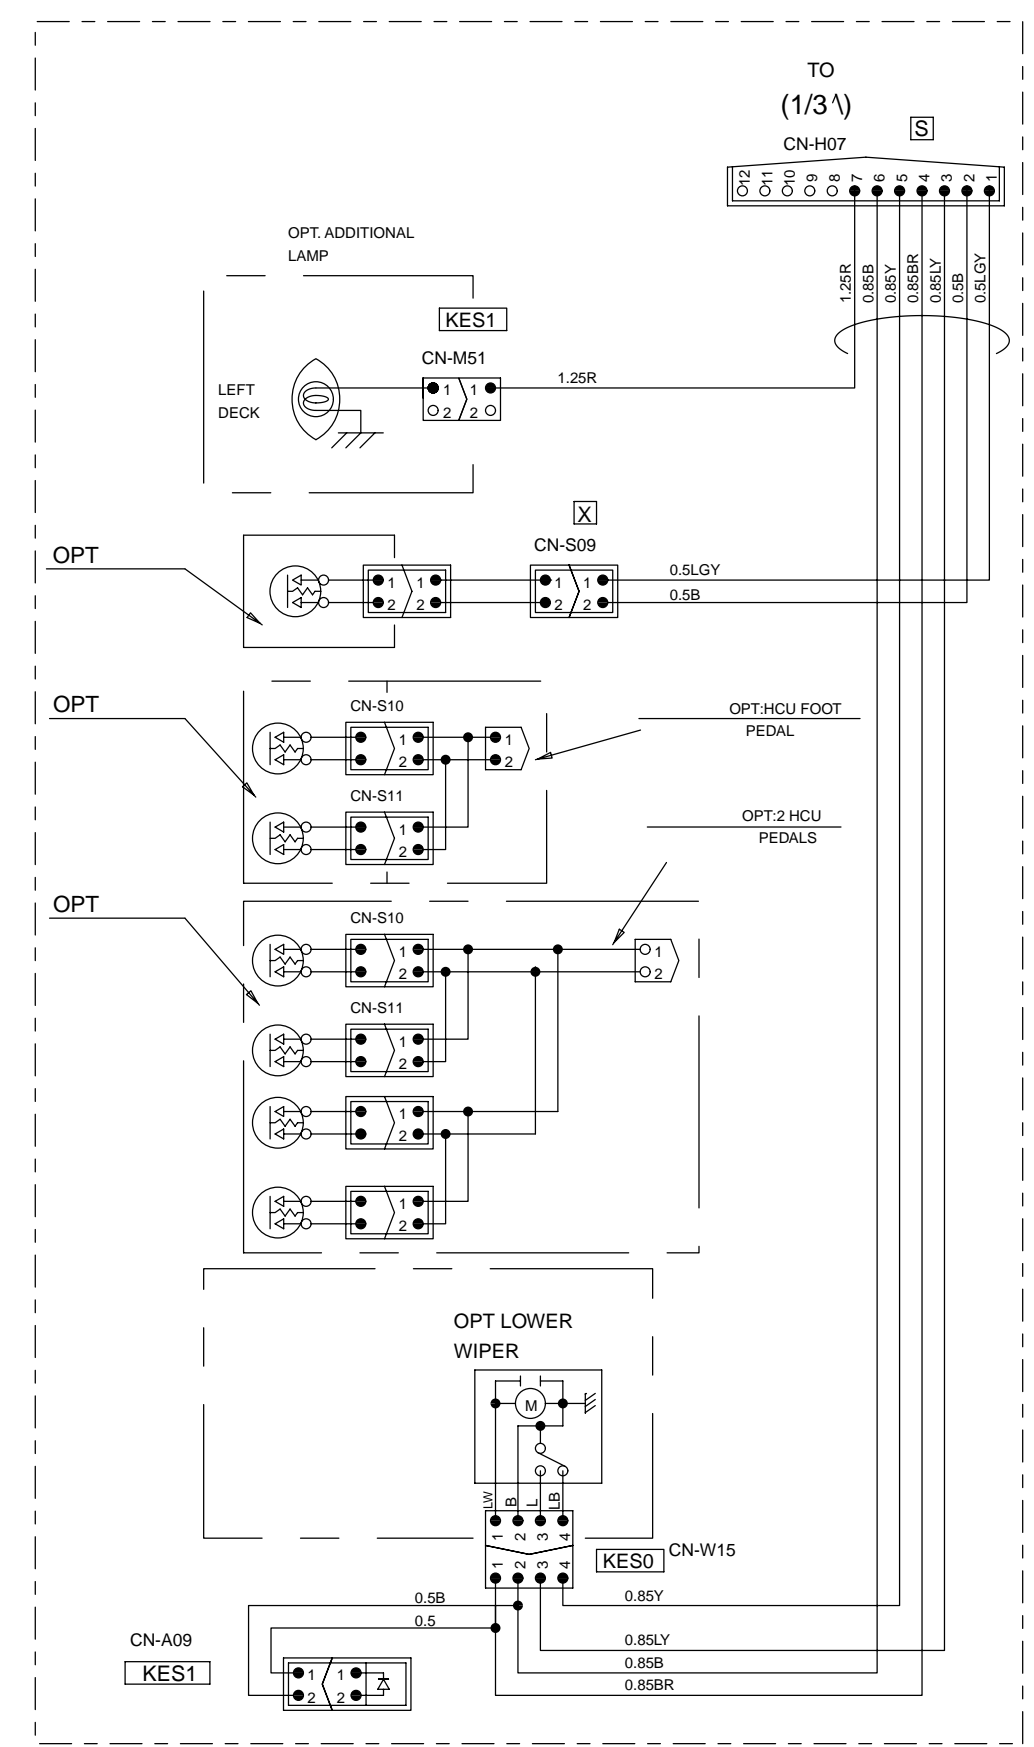 TO
(1/3 ^)
S
CN-H07
12 11 10 9 8 7 6 5 4 3 2 1
1.25R
0.85B
0.85Y
0.85BR
0.85LY
0.5B
0.5LGY
OPT. ADDITIONAL
LAMP
KES1
CN-M51
1.25R
LEFT
DECK
1 1
2 2
X
CN-S09
OPT
0.5LGY
0.5B
1 1 1 1
2 2 2 2
OPT
CN-S10
1 1
2 2
OPT:HCU FOOT
PEDAL
CN-S11
1
2
OPT:2 HCU
PEDALS
OPT
CN-S10
1 1
2 2
CN-S11
1
2
1
2
1
2
OPT LOWER
WIPER
M
LW
B
L
LB
1 2 3 4
1 2 3 4
KES0
CN-W15
0.5B
0.85Y
0.5
CN-A09
0.85LY
KES1
0.85B
0.85BR
1 1
2 2